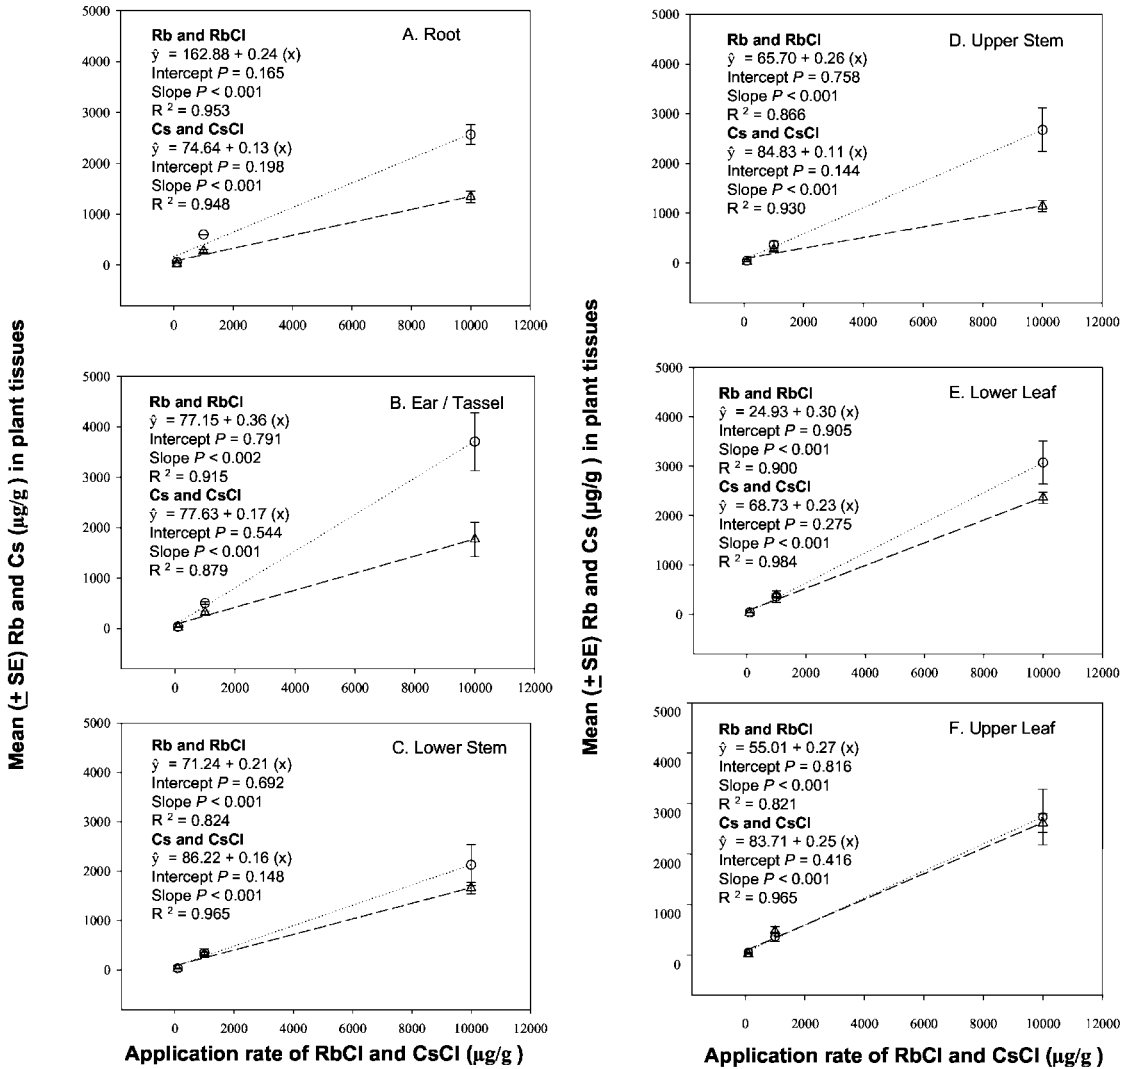 Mean (± SE) Rb and Cs (µg/g) in plant tissues
A. Root
Rb and RbCl
ŷ = 162.88 + 0.24 (x)
Intercept P = 0.165
Slope P < 0.001
R ² = 0.953
Cs and CsCl
ŷ = 74.64 + 0.13 (x)
Intercept P = 0.198
Slope P < 0.001
R ² = 0.948
5000
4000
3000
2000
1000
0
0 2000 4000 6000 8000 10000 12000
B. Ear / Tassel
Rb and RbCl
ŷ = 77.15 + 0.36 (x)
Intercept P = 0.791
Slope P < 0.002
R ² = 0.915
Cs and CsCl
ŷ = 77.63 + 0.17 (x)
Intercept P = 0.544
Slope P < 0.001
R ² = 0.879
5000
4000
3000
2000
1000
0
0 2000 4000 6000 8000 10000 12000
C. Lower Stem
Rb and RbCl
ŷ = 71.24 + 0.21 (x)
Intercept P = 0.692
Slope P < 0.001
R ² = 0.824
Cs and CsCl
ŷ = 86.22 + 0.16 (x)
Intercept P = 0.148
Slope P < 0.001
R ² = 0.965
5000
4000
3000
2000
1000
0
0 2000 4000 6000 8000 10000 12000
Application rate of RbCl and CsCl (µg/g )
Mean (± SE) Rb and Cs (µg/g ) in plant tissues
D. Upper Stem
Rb and RbCl
ŷ = 65.70 + 0.26 (x)
Intercept P = 0.758
Slope P < 0.001
R ² = 0.866
Cs and CsCl
ŷ = 84.83 + 0.11 (x)
Intercept P = 0.144
Slope P < 0.001
R ² = 0.930
5000
4000
3000
2000
1000
0
0 2000 4000 6000 8000 10000 12000
E. Lower Leaf
Rb and RbCl
ŷ = 24.93 + 0.30 (x)
Intercept P = 0.905
Slope P < 0.001
R ² = 0.900
Cs and CsCl
ŷ = 68.73 + 0.23 (x)
Intercept P = 0.275
Slope P < 0.001
R ² = 0.984
5000
4000
3000
2000
1000
0
0 2000 4000 6000 8000 10000 12000
F. Upper Leaf
Rb and RbCl
ŷ = 55.01 + 0.27 (x)
Intercept P = 0.816
Slope P < 0.001
R ² = 0.821
Cs and CsCl
ŷ = 83.71 + 0.25 (x)
Intercept P = 0.416
Slope P < 0.001
R ² = 0.965
5000
4000
3000
2000
1000
0
0 2000 4000 6000 8000 10000 12000
Application rate of RbCl and CsCl (µg/g )